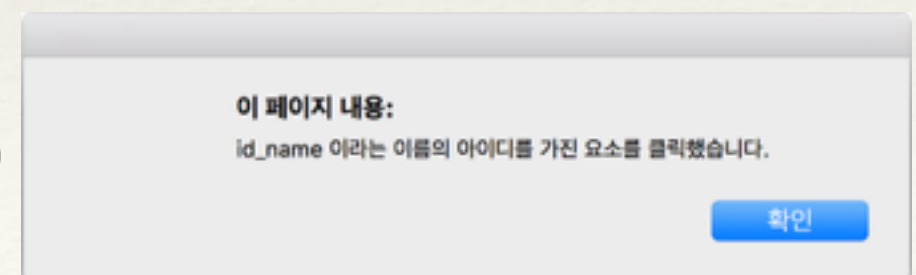 이 페이지 내용:
id_name 이라는 이름의 아이디를 가진 요소를 클릭했습니다.
확인